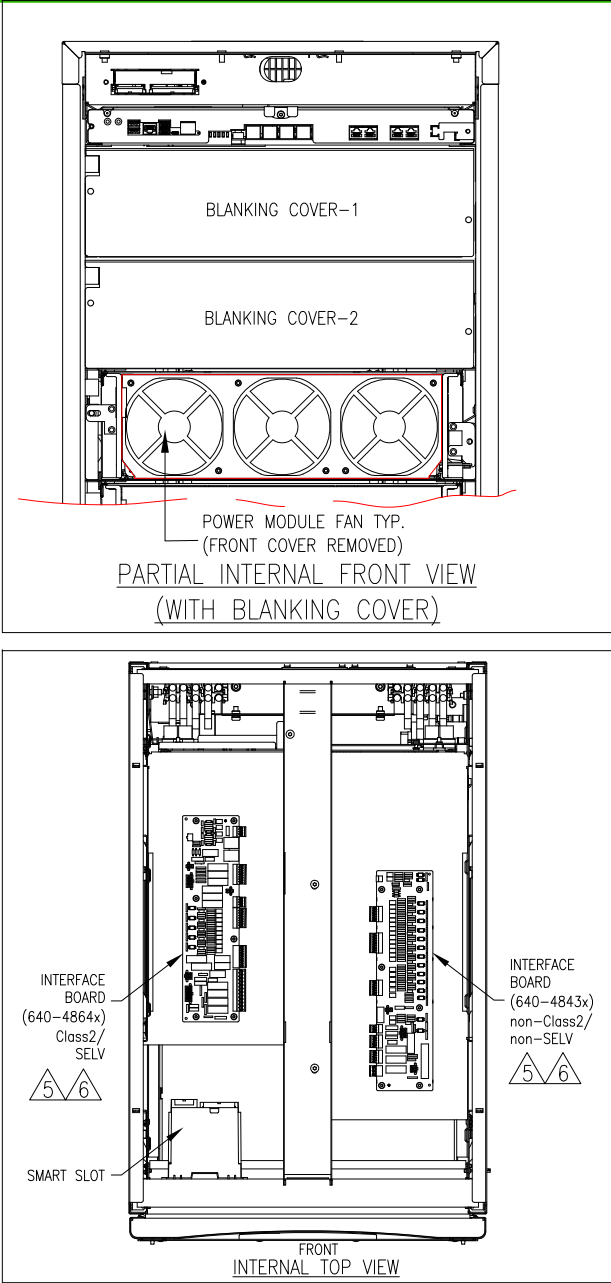 BLANKING COVER-1
BLANKING COVER-2
POWER MODULE FAN TYP.
(FRONT COVER REMOVED)
PARTIAL INTERNAL FRONT VIEW
(WITH BLANKING COVER)
INTERFACE
BOARD
(640-4864x)
Class2/
SELV
5 6
INTERFACE
BOARD
(640-4843x)
non-Class2/
non-SELV
5 6
SMART SLOT
FRONT
INTERNAL TOP VIEW